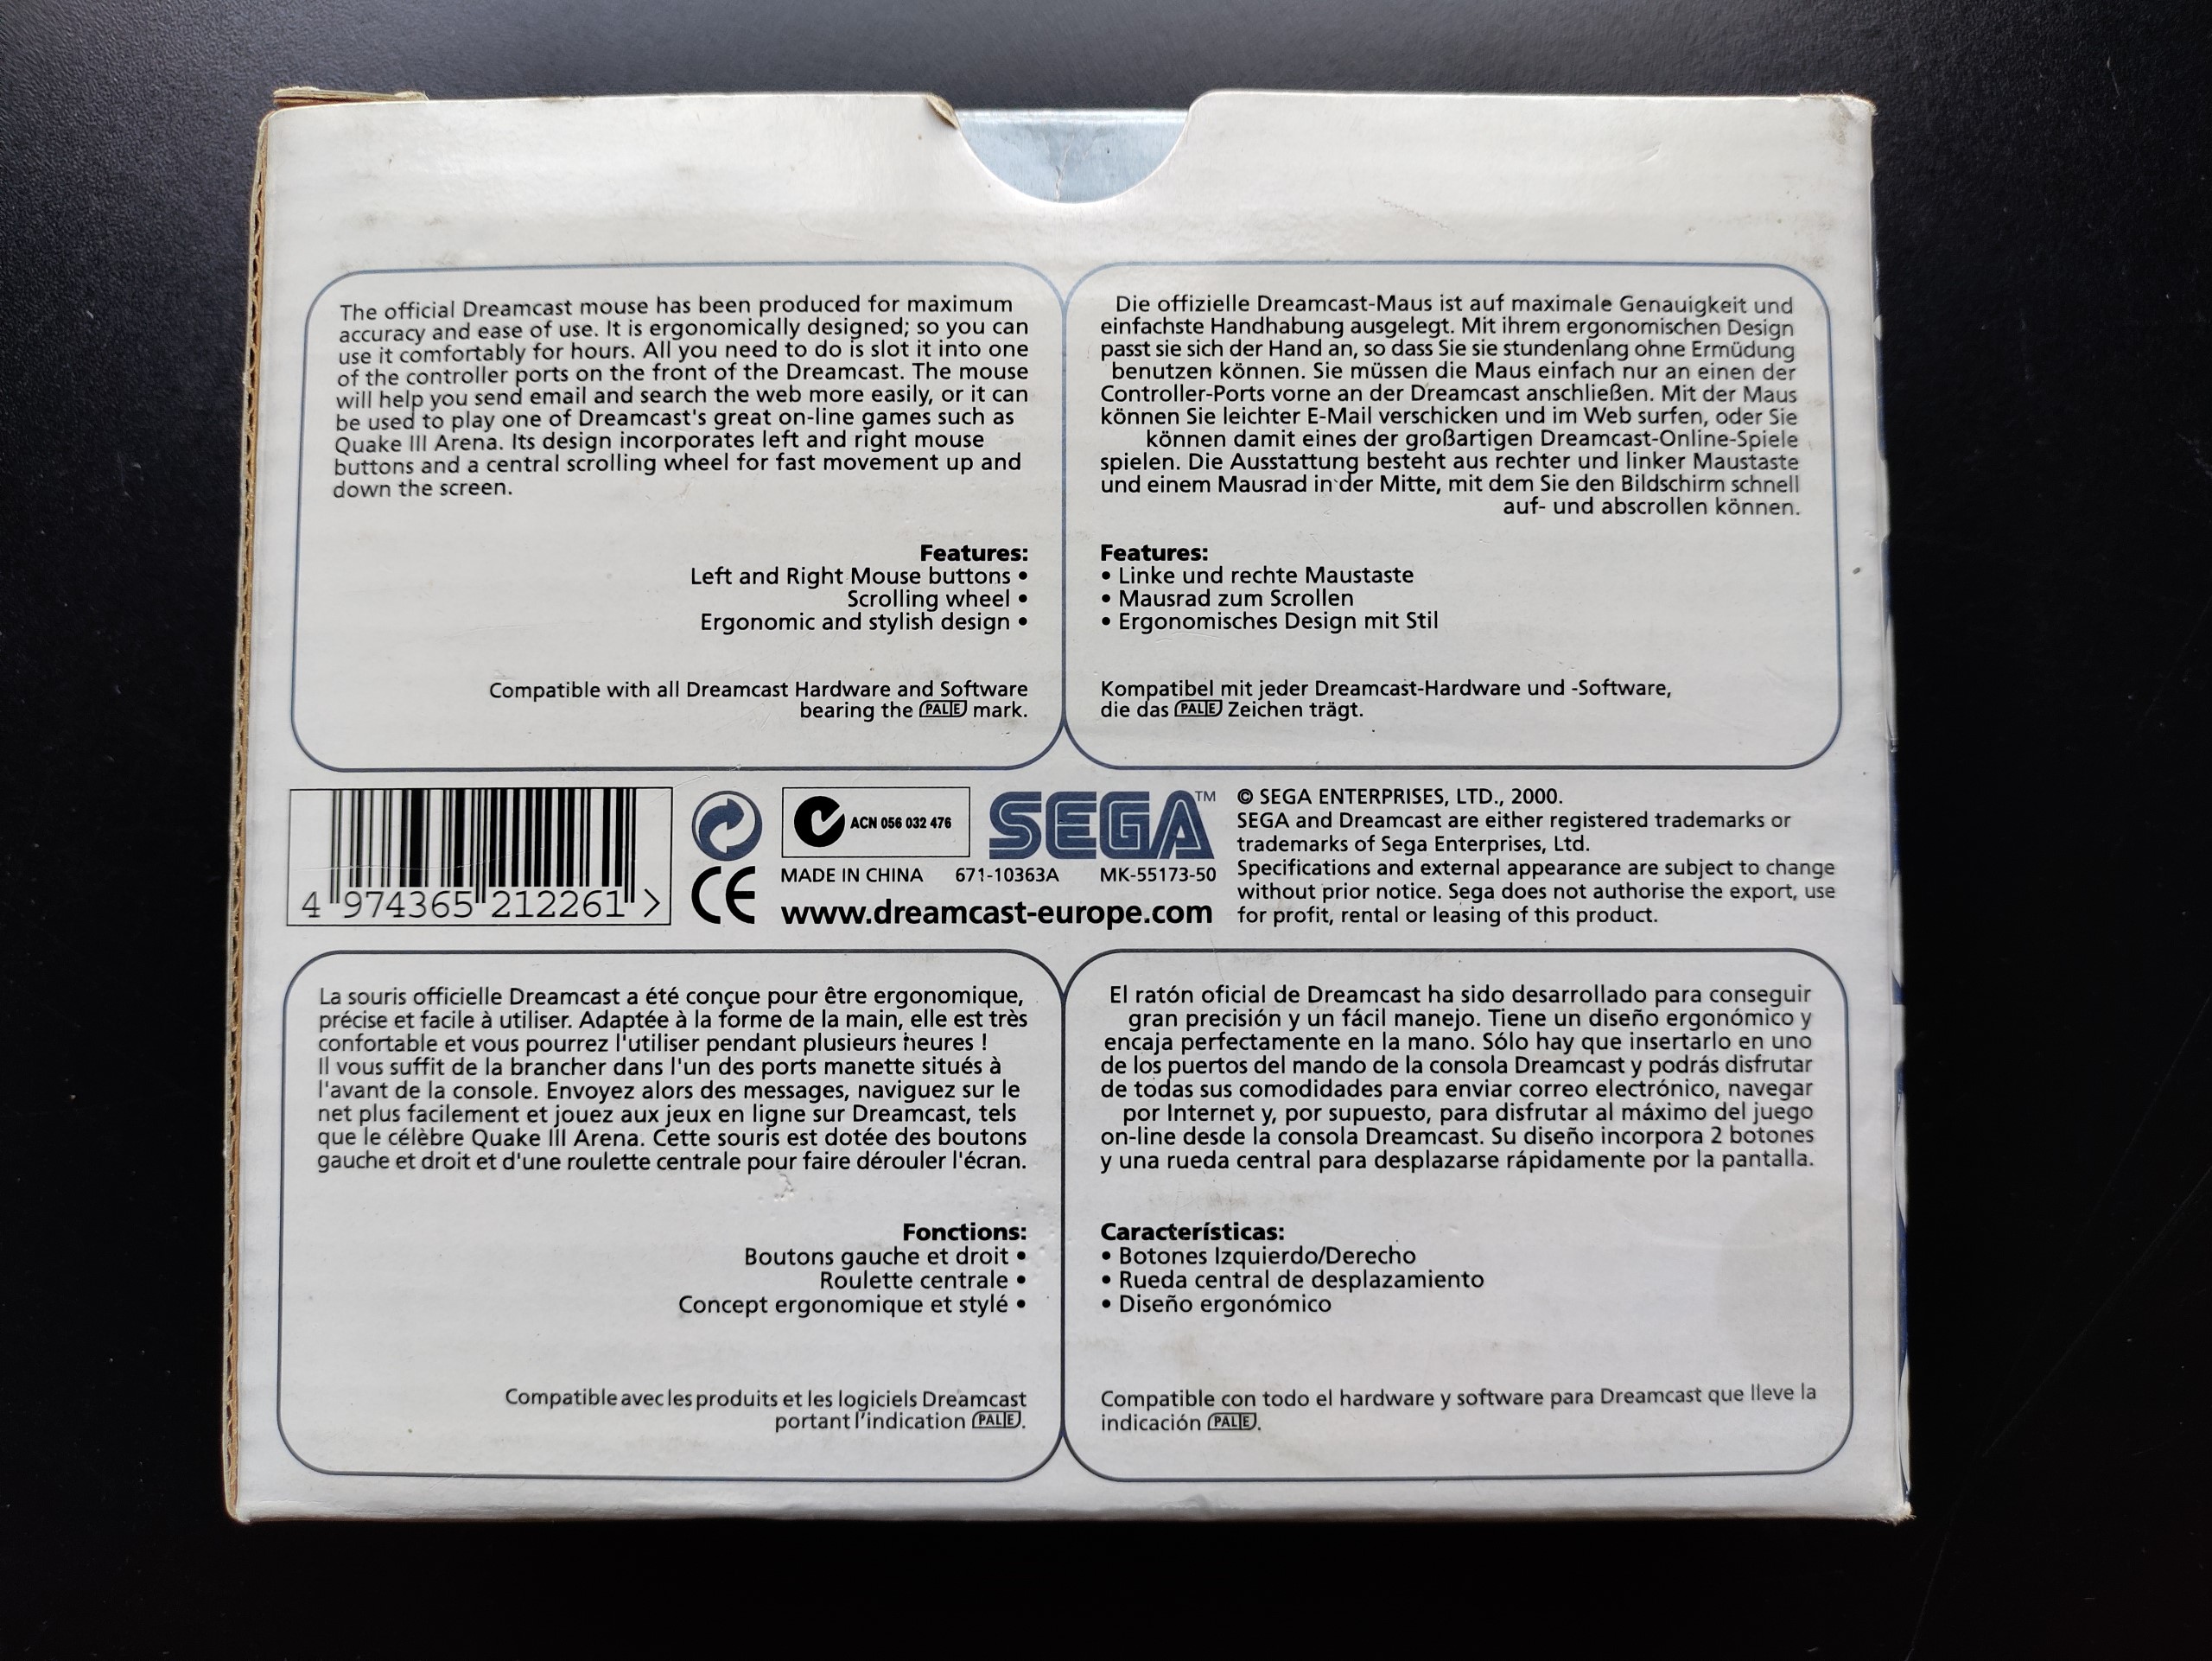 The official Dreamcast mouse has been produced for maximum
accuracy and ease of use. It is ergonomically designed; so you can
use it comfortably for hours. All you need to do is slot it into one
of the controller ports on the front of the Dreamcast. The mouse
will help you send email and search the web more easily, or it can
be used to play one of Dreamcast's great on-line games such as
Quake III Arena. Its design incorporates left and right mouse
buttons and a central scrolling wheel for fast movement up and
down the screen.
Features:
Left and Right Mouse buttons •
Scrolling wheel •
Ergonomic and stylish design •
Compatible with all Dreamcast Hardware and Software
bearing the PAL E mark.
Die offizielle Dreamcast-Maus ist auf maximale Genauigkeit und
einfachste Handhabung ausgelegt. Mit ihrem ergonomischen Design
passt sie sich der Hand an, so dass Sie sie stundenlang ohne Ermüdung
benutzen können. Sie müssen die Maus einfach nur an einen der
Controller-Ports vorne an der Dreamcast anschließen. Mit der Maus
können Sie leichter E-Mail verschicken und im Web surfen, oder Sie
können damit eines der großartigen Dreamcast-Online-Spiele
spielen. Die Ausstattung besteht aus rechter und linker Maustaste
und einem Mausrad in der Mitte, mit dem Sie den Bildschirm schnell
auf- und abscrollen können.
Features:
• Linke und rechte Maustaste
• Mausrad zum Scrollen
• Ergonomisches Design mit Stil
Kompatibel mit jeder Dreamcast-Hardware und -Software,
die das PAL E Zeichen trägt.
4 974365 212261 >
CE
ACN 056 032 476
SEGA™
MADE IN CHINA 671-10363A MK-55173-50
www.dreamcast-europe.com
© SEGA ENTERPRISES, LTD., 2000.
SEGA and Dreamcast are either registered trademarks or
trademarks of Sega Enterprises, Ltd.
Specifications and external appearance are subject to change
without prior notice. Sega does not authorise the export, use
for profit, rental or leasing of this product.
La souris officielle Dreamcast a été conçue pour être ergonomique,
précise et facile à utiliser. Adaptée à la forme de la main, elle est très
confortable et vous pourrez l'utiliser pendant plusieurs heures !
Il vous suffit de la brancher dans l'un des ports manette situés à
l'avant de la console. Envoyez alors des messages, naviguez sur le
net plus facilement et jouez aux jeux en ligne sur Dreamcast, tels
que le célèbre Quake III Arena. Cette souris est dotée des boutons
gauche et droit et d'une roulette centrale pour faire dérouler l'écran.
Fonctions:
Boutons gauche et droit •
Roulette centrale •
Concept ergonomique et stylé •
Compatible avec les produits et les logiciels Dreamcast
portant l'indication PAL E.
El ratón oficial de Dreamcast ha sido desarrollado para conseguir
gran precisión y un fácil manejo. Tiene un diseño ergonómico y
encaja perfectamente en la mano. Sólo hay que insertarlo en uno
de los puertos del mando de la consola Dreamcast y podrás disfrutar
de todas sus comodidades para enviar correo electrónico, navegar
por Internet y, por supuesto, para disfrutar al máximo del juego
on-line desde la consola Dreamcast. Su diseño incorpora 2 botones
y una rueda central para desplazarse rápidamente por la pantalla.
Características:
• Botones Izquierdo/Derecho
• Rueda central de desplazamiento
• Diseño ergonómico
Compatible con todo el hardware y software para Dreamcast que lleve la
indicación PAL E.